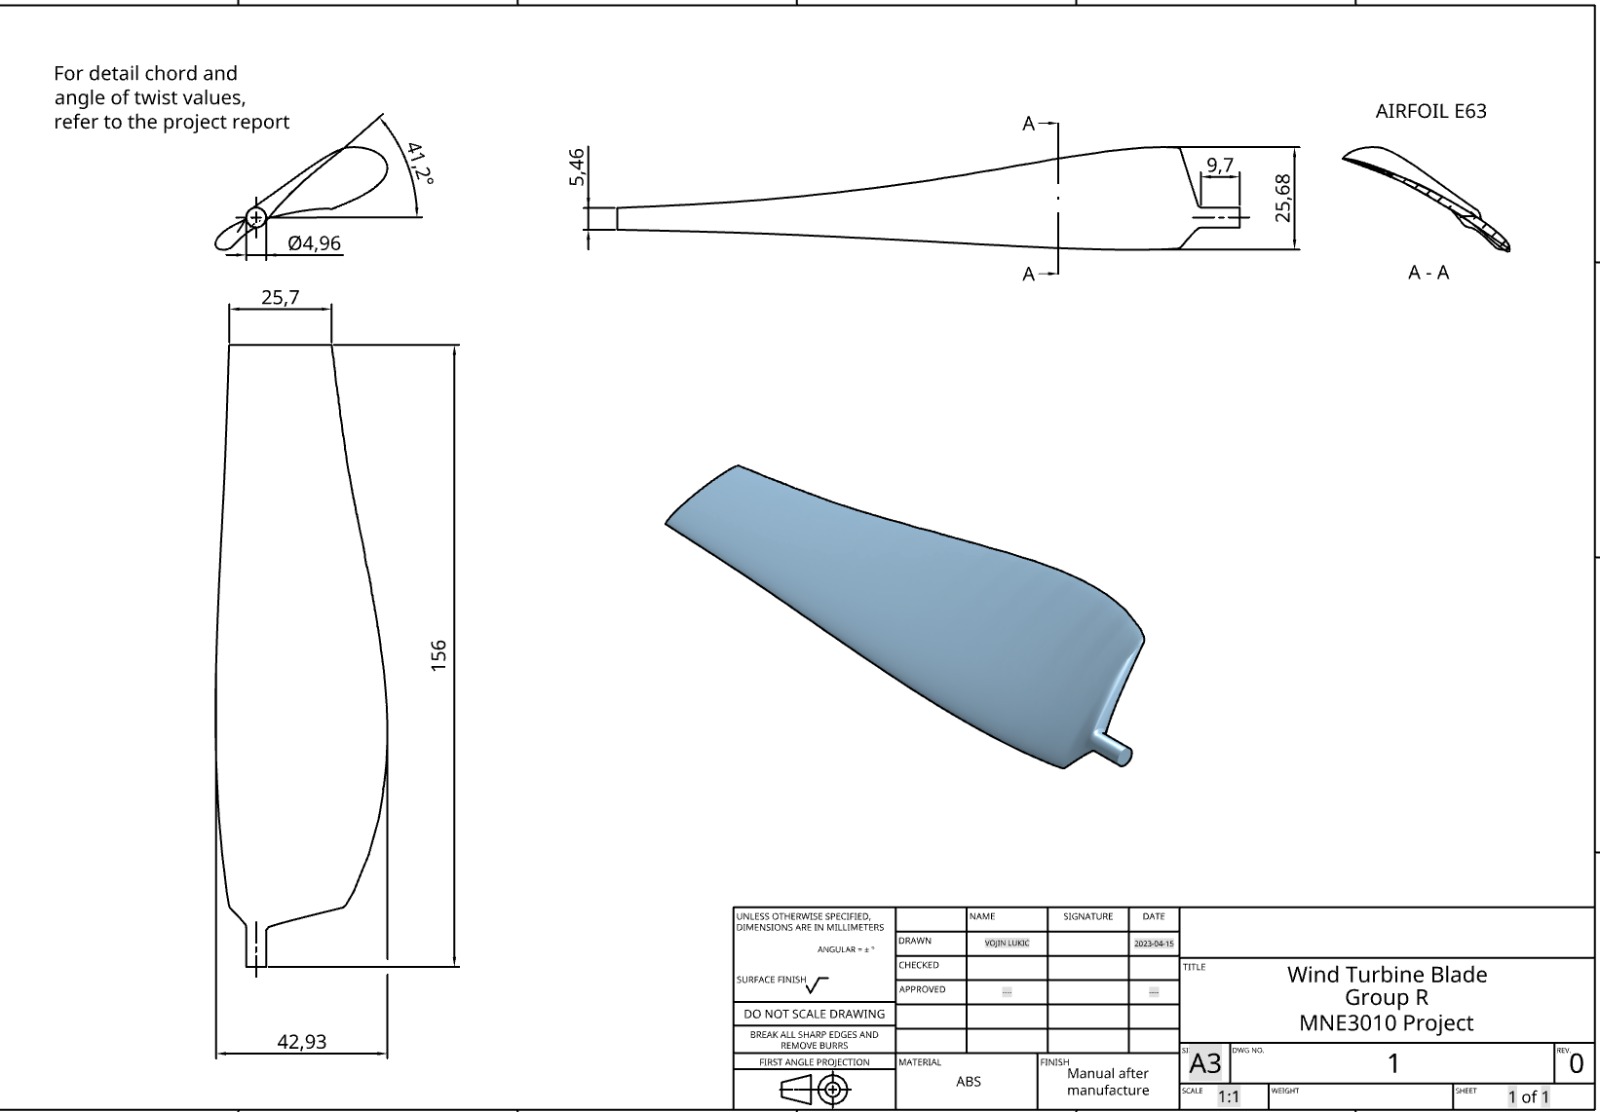 For detail chord and
angle of twist values,
refer to the project report
41,2°
Ø4,96
5,46
A
A
9,7
25,68
AIRFOIL E63
A - A
25,7
156
42,93
UNLESS OTHERWISE SPECIFIED,
DIMENSIONS ARE IN MILLIMETERS
ANGULAR = ± °
SURFACE FINISH
DO NOT SCALE DRAWING
BREAK ALL SHARP EDGES AND
REMOVE BURRS
FIRST ANGLE PROJECTION
NAME
SIGNATURE
DATE
DRAWN
VOJIN LUKIC
2023-04-15
CHECKED
APPROVED
---
---
MATERIAL
ABS
FINISH
Manual after
manufacture
TITLE
Wind Turbine Blade
Group R
MNE3010 Project
A3
DWG NO.
1
REV.
0
SCALE
1:1
WEIGHT
SHEET
1 of 1